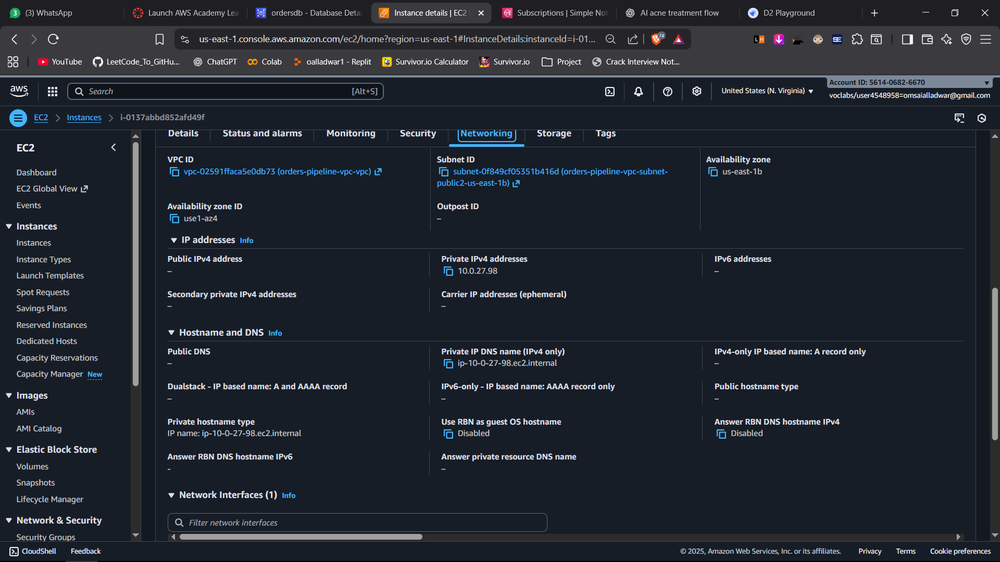 3 (3) WhatsApp
Launch AWS Academy Lea
ordersdb - Database Detai
Instance details | EC2 |
Subscriptions | Simple Not
AI acne treatment flow
D2 Playground
us-east-1.console.aws.amazon.com/ec2/home?region=us-east-1#InstanceDetails:instanceId=i-01...
74
YouTube
LeetCode_To_GitHu...
ChatGPT
Colab
oalladwar1 - Replit
Survivor.io Calculator
Survivor.io
Project
Crack Interview Not...
aws
Search
[Alt+S]
United States (N. Virginia)
Account ID: 5614-0682-6670
voclabs/user4548958=omsaialladwar@gmail.com
EC2
Instances
i-0137abbd852afd49f
EC2
Dashboard
EC2 Global View
Events
Instances
Instances
Instance Types
Launch Templates
Spot Requests
Savings Plans
Reserved Instances
Dedicated Hosts
Capacity Reservations
Capacity Manager New
Images
AMIs
AMI Catalog
Elastic Block Store
Volumes
Snapshots
Lifecycle Manager
Network & Security
Security Groups
Details
Status and alarms
Monitoring
Security
Networking
Storage
Tags
VPC ID
vpc-02591ffaca5e0db73 (orders-pipeline-vpc-vpc)
Subnet ID
subnet-0f849cf05351b416d (orders-pipeline-vpc-subnet-
public2-us-east-1b)
Availability zone
us-east-1b
Availability zone ID
use1-az4
Outpost ID
–
IP addresses Info
Public IPv4 address
–
Private IPv4 addresses
10.0.27.98
IPv6 addresses
–
Secondary private IPv4 addresses
–
Carrier IP addresses (ephemeral)
–
Hostname and DNS Info
Public DNS
–
Private IP DNS name (IPv4 only)
ip-10-0-27-98.ec2.internal
IPv4-only IP based name: A record only
–
Dualstack - IP based name: A and AAAA record
–
IPv6-only - IP based name: AAAA record only
–
Public hostname type
–
Private hostname type
IP name: ip-10-0-27-98.ec2.internal
Use RBN as guest OS hostname
Disabled
Answer RBN DNS hostname IPv4
Disabled
Answer RBN DNS hostname IPv6
-
Answer private resource DNS name
–
Network Interfaces (1) Info
Filter network interfaces
CloudShell
Feedback
© 2025, Amazon Web Services, Inc. or its affiliates.
Privacy
Terms
Cookie preferences